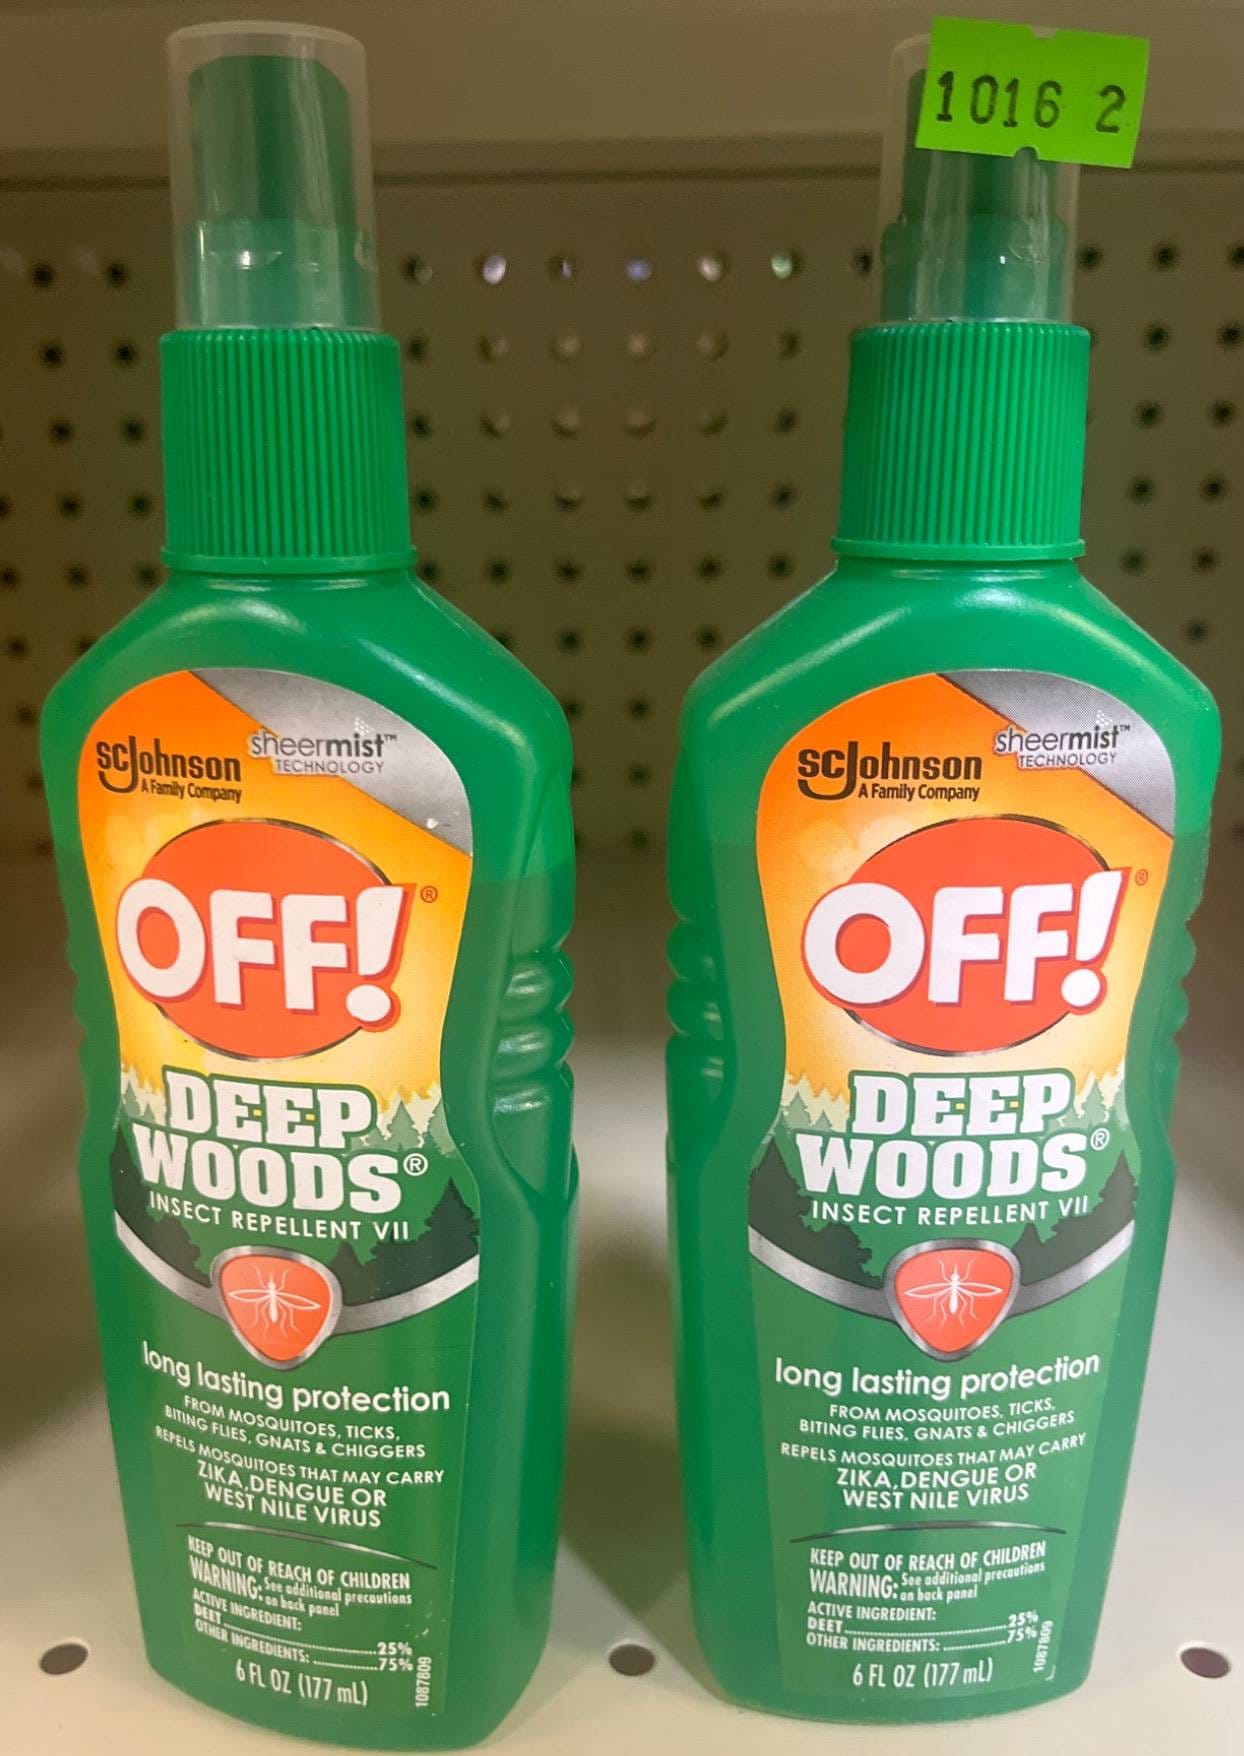 1016 2
SCJohnson
A Family Company
sheermist™
TECHNOLOGY
OFF!®
DEEP
WOODS®
INSECT REPELLENT VII
long lasting protection
FROM MOSQUITOES, TICKS,
BITING FLIES, GNATS & CHIGGERS
REPELS MOSQUITOES THAT MAY CARRY
ZIKA, DENGUE OR
WEST NILE VIRUS
KEEP OUT OF REACH OF CHILDREN
WARNING: See additional precautions
on back panel
ACTIVE INGREDIENT:
DEET 25%
OTHER INGREDIENTS: 75%
6 FL OZ (177 mL)
1087809
SCJohnson
A Family Company
sheermist™
TECHNOLOGY
OFF!®
DEEP
WOODS®
INSECT REPELLENT VII
long lasting protection
FROM MOSQUITOES, TICKS,
BITING FLIES, GNATS & CHIGGERS
REPELS MOSQUITOES THAT MAY CARRY
ZIKA, DENGUE OR
WEST NILE VIRUS
KEEP OUT OF REACH OF CHILDREN
WARNING: See additional precautions
on back panel
ACTIVE INGREDIENT:
DEET 25%
OTHER INGREDIENTS: 75%
6 FL OZ (177 mL)
1087809